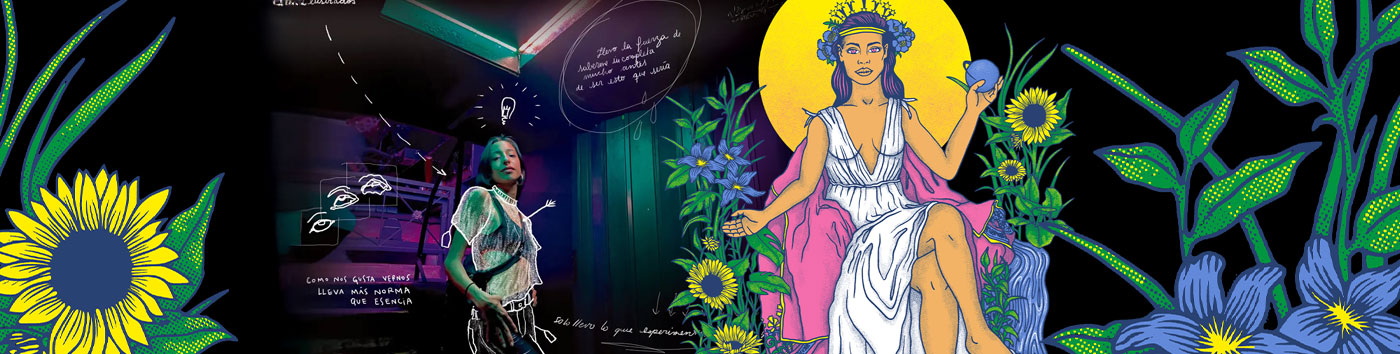 Llevo la fuerza de
saberme incompleta
mucho antes
de ser esto que sería
COMO NOS GUSTA VERNOS
LLEVA MÁS NORMA
QUE ESENCIA
Solo llevo lo que